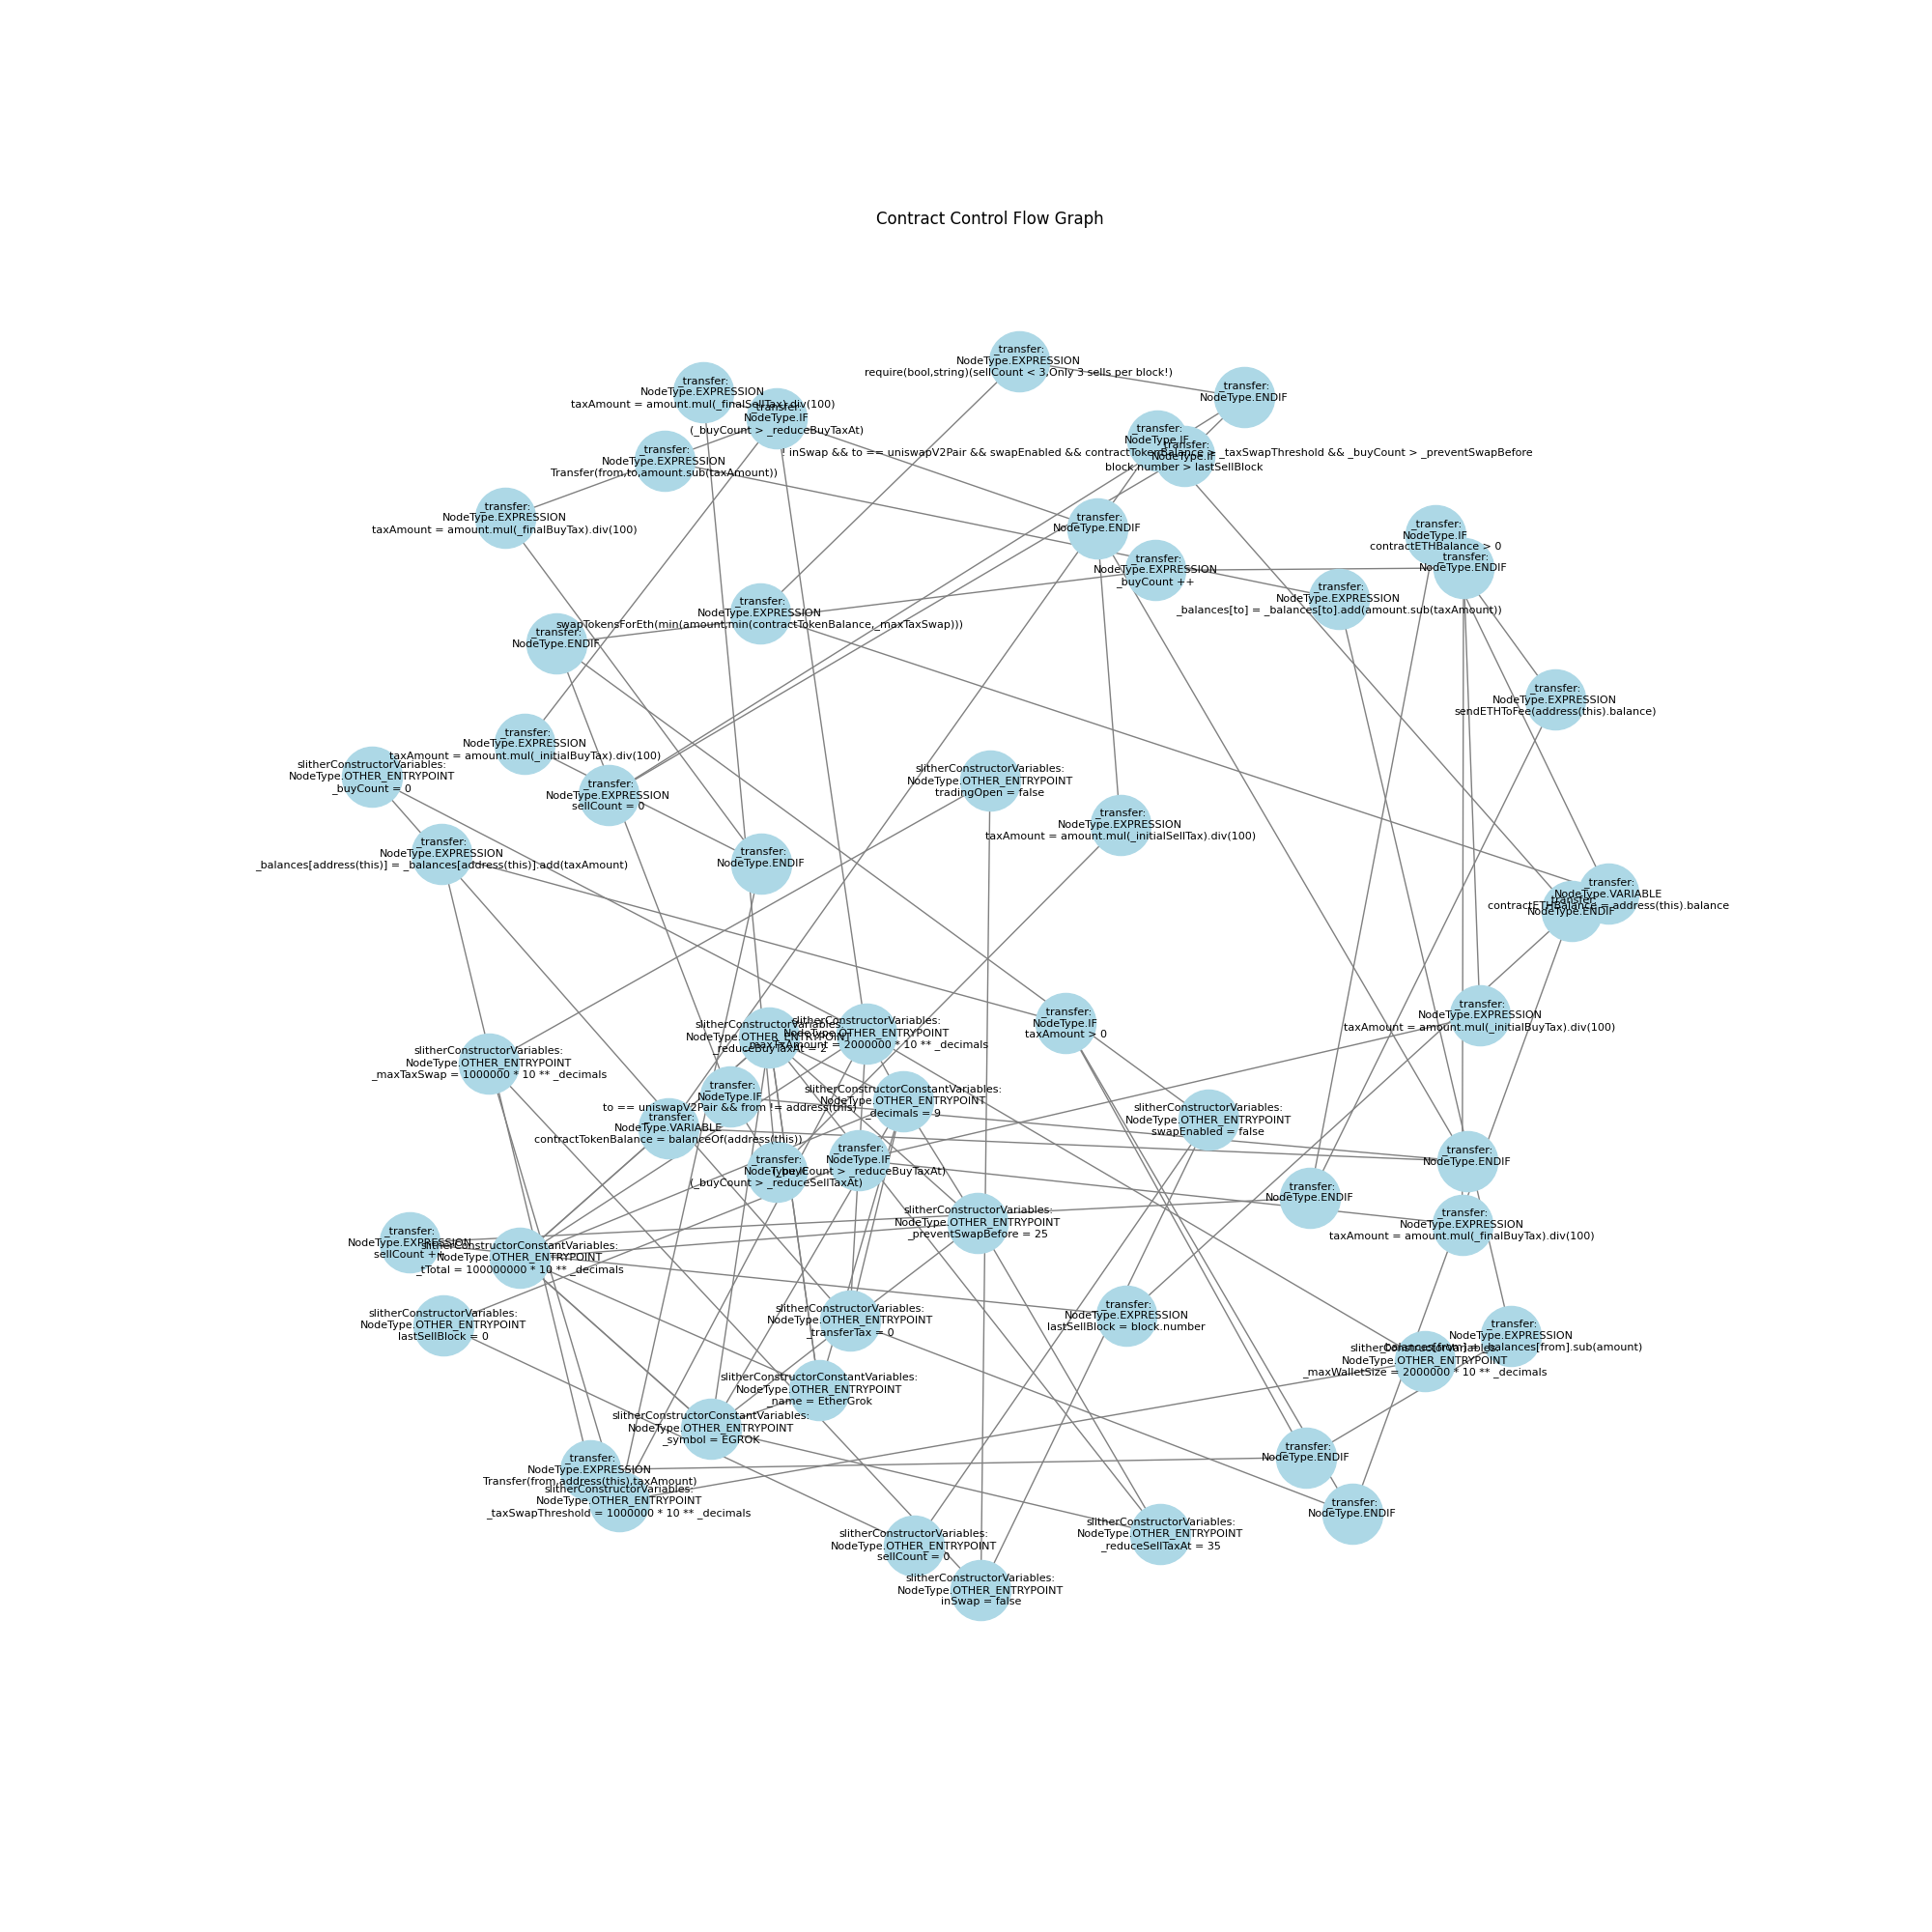 Contract Control Flow Graph
_transfer:
NodeType.EXPRESSION
require(bool,string)(sellCount < 3,Only 3 sells per block!)
_transfer:
NodeType.EXPRESSION
taxAmount = amount.mul(_finalSellTax).div(100)
_transfer:
NodeType.ENDIF
_transfer:
NodeType.IF
(_buyCount > _reduceBuyTaxAt)
_transfer:
NodeType.IF
! inSwap && to == uniswapV2Pair && swapEnabled && contractTokenBalance > _taxSwapThreshold && _buyCount > _preventSwapBefore
_transfer:
NodeType.IF
block.number > lastSellBlock
_transfer:
NodeType.EXPRESSION
Transfer(from,to,amount.sub(taxAmount))
_transfer:
NodeType.EXPRESSION
taxAmount = amount.mul(_finalBuyTax).div(100)
_transfer:
NodeType.ENDIF
_transfer:
NodeType.IF
contractETHBalance > 0
_transfer:
NodeType.ENDIF
_transfer:
NodeType.EXPRESSION
_buyCount ++
_transfer:
NodeType.EXPRESSION
_balances[to] = _balances[to].add(amount.sub(taxAmount))
_transfer:
NodeType.EXPRESSION
swapTokensForEth(min(amount,min(contractTokenBalance,_maxTaxSwap)))
_transfer:
NodeType.ENDIF
_transfer:
NodeType.EXPRESSION
sendETHToFee(address(this).balance)
_transfer:
NodeType.EXPRESSION
taxAmount = amount.mul(_initialBuyTax).div(100)
slitherConstructorVariables:
NodeType.OTHER_ENTRYPOINT
_buyCount = 0
slitherConstructorVariables:
NodeType.OTHER_ENTRYPOINT
tradingOpen = false
_transfer:
NodeType.EXPRESSION
sellCount = 0
_transfer:
NodeType.EXPRESSION
taxAmount = amount.mul(_initialSellTax).div(100)
_transfer:
NodeType.EXPRESSION
_balances[address(this)] = _balances[address(this)].add(taxAmount)
_transfer:
NodeType.ENDIF
_transfer:
NodeType.VARIABLE
contractETHBalance = address(this).balance
_transfer:
NodeType.ENDIF
_transfer:
NodeType.EXPRESSION
taxAmount = amount.mul(_initialBuyTax).div(100)
_transfer:
NodeType.IF
taxAmount > 0
slitherConstructorVariables:
NodeType.OTHER_ENTRYPOINT
_reduceBuyTaxAt = 2
slitherConstructorVariables:
NodeType.OTHER_ENTRYPOINT
_maxTxAmount = 2000000 * 10 ** _decimals
slitherConstructorVariables:
NodeType.OTHER_ENTRYPOINT
_maxTaxSwap = 1000000 * 10 ** _decimals
_transfer:
NodeType.IF
to == uniswapV2Pair && from != address(this)
slitherConstructorConstantVariables:
NodeType.OTHER_ENTRYPOINT
_decimals = 9
slitherConstructorVariables:
NodeType.OTHER_ENTRYPOINT
swapEnabled = false
_transfer:
NodeType.VARIABLE
contractTokenBalance = balanceOf(address(this))
_transfer:
NodeType.IF
(_buyCount > _reduceBuyTaxAt)
_transfer:
NodeType.IF
(_buyCount > _reduceSellTaxAt)
_transfer:
NodeType.ENDIF
_transfer:
NodeType.ENDIF
slitherConstructorVariables:
NodeType.OTHER_ENTRYPOINT
_preventSwapBefore = 25
_transfer:
NodeType.EXPRESSION
taxAmount = amount.mul(_finalBuyTax).div(100)
_transfer:
NodeType.EXPRESSION
sellCount ++
slitherConstructorConstantVariables:
NodeType.OTHER_ENTRYPOINT
_tTotal = 100000000 * 10 ** _decimals
slitherConstructorVariables:
NodeType.OTHER_ENTRYPOINT
lastSellBlock = 0
slitherConstructorVariables:
NodeType.OTHER_ENTRYPOINT
_transferTax = 0
_transfer:
NodeType.EXPRESSION
lastSellBlock = block.number
_transfer:
NodeType.EXPRESSION
_balances[from] = _balances[from].sub(amount)
slitherConstructorVariables:
NodeType.OTHER_ENTRYPOINT
_maxWalletSize = 2000000 * 10 ** _decimals
slitherConstructorConstantVariables:
NodeType.OTHER_ENTRYPOINT
_name = EtherGrok
slitherConstructorConstantVariables:
NodeType.OTHER_ENTRYPOINT
_symbol = EGROK
_transfer:
NodeType.ENDIF
_transfer:
NodeType.EXPRESSION
Transfer(from,address(this),taxAmount)
slitherConstructorVariables:
NodeType.OTHER_ENTRYPOINT
_taxSwapThreshold = 1000000 * 10 ** _decimals
_transfer:
NodeType.ENDIF
slitherConstructorVariables:
NodeType.OTHER_ENTRYPOINT
_reduceSellTaxAt = 35
slitherConstructorVariables:
NodeType.OTHER_ENTRYPOINT
sellCount = 0
slitherConstructorVariables:
NodeType.OTHER_ENTRYPOINT
inSwap = false